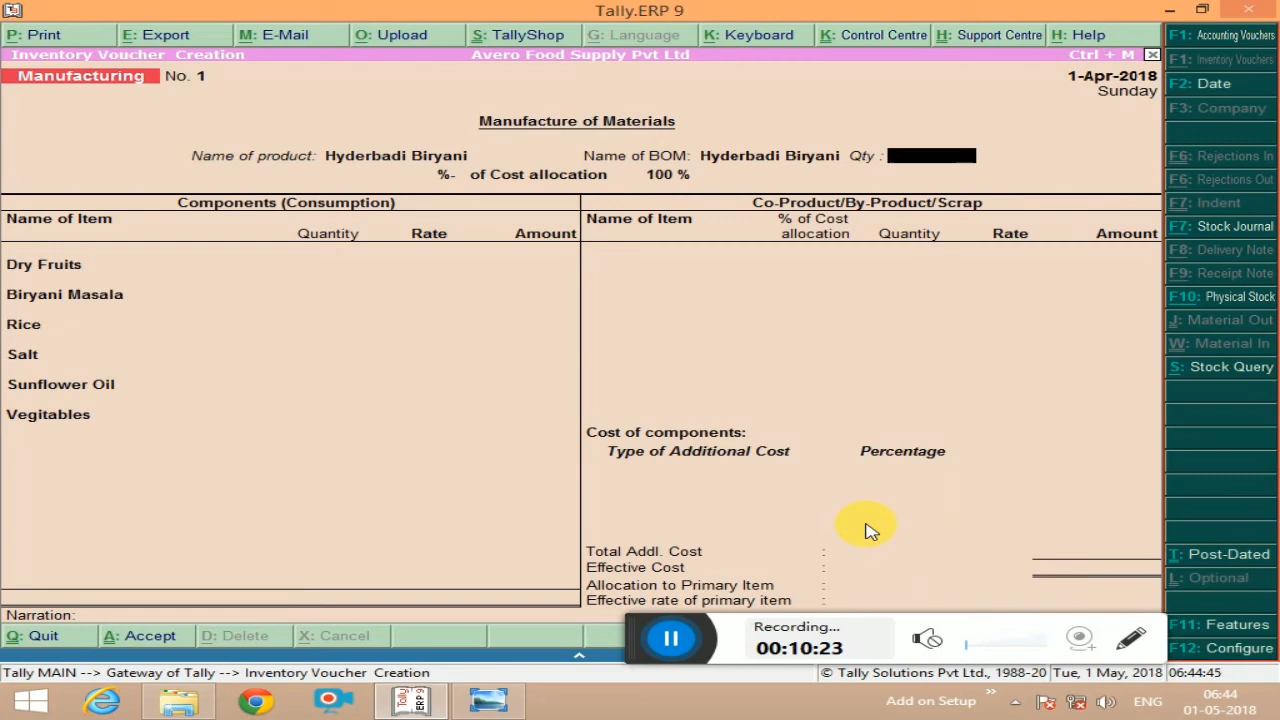 Tally.ERP 9
P: Print E: Export M: E-Mail O: Upload S: TallyShop G: Language K: Keyboard K: Control Centre H: Support Centre H: Help F1: Accounting Vouchers
Inventory Voucher Creation Avero Food Supply Pvt Ltd Ctrl + M F1: Inventory Vouchers
Manufacturing No. 1 1-Apr-2018 F2: Date
Sunday
F3: Company
Manufacture of Materials
Name of product: Hyderbadi Biryani Name of BOM: Hyderbadi Biryani Qty : F6: Rejections In
%- of Cost allocation 100 % F6: Rejections Out
Components (Consumption) Co-Product/By-Product/Scrap F7: Indent
Name of Item Name of Item % of Cost F7: Stock Journal
Quantity Rate Amount allocation Quantity Rate Amount
F8: Delivery Note
Dry Fruits F9: Receipt Note
Biryani Masala F10: Physical Stock
Rice J: Material Out
W: Material In
Salt S: Stock Query
Sunflower Oil
Vegitables
Cost of components:
Type of Additional Cost Percentage
Total Addl. Cost : T: Post-Dated
Effective Cost :
Allocation to Primary Item : L: Optional
Effective rate of primary item :
Narration: F11: Features
Q: Quit A: Accept D: Delete X: Cancel Recording... F12: Configure
00:10:23
Tally MAIN --> Gateway of Tally --> Inventory Voucher Creation © Tally Solutions Pvt Ltd., 1988-20 Tue, 1 May, 2018 06:44:45
Add on Setup ENG 06:44
01-05-2018